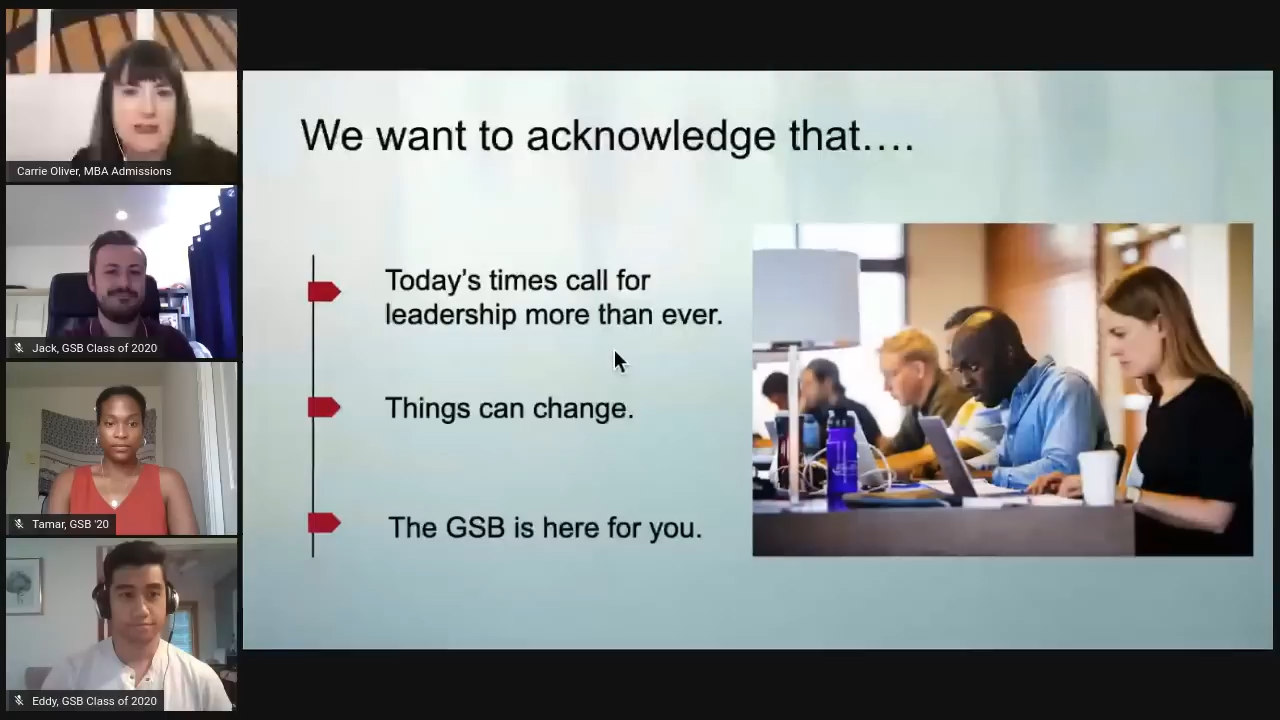 Carrie Oliver, MBA Admissions
Jack, GSB Class of 2020
Tamar, GSB '20
Eddy, GSB Class of 2020
We want to acknowledge that....
Today's times call for
leadership more than ever.
Things can change.
The GSB is here for you.